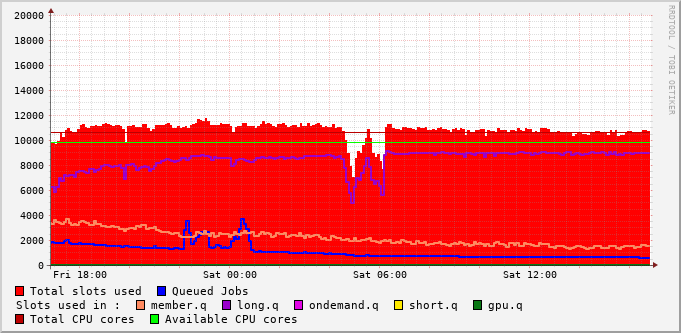 RRDTOOL / TOBI OETIKER
20000
18000
16000
14000
12000
10000
8000
6000
4000
2000
0
Fri 18:00 Sat 00:00 Sat 06:00 Sat 12:00
Total slots used Queued Jobs
Slots used in : member.q long.q ondemand.q short.q gpu.q
Total CPU cores Available CPU cores